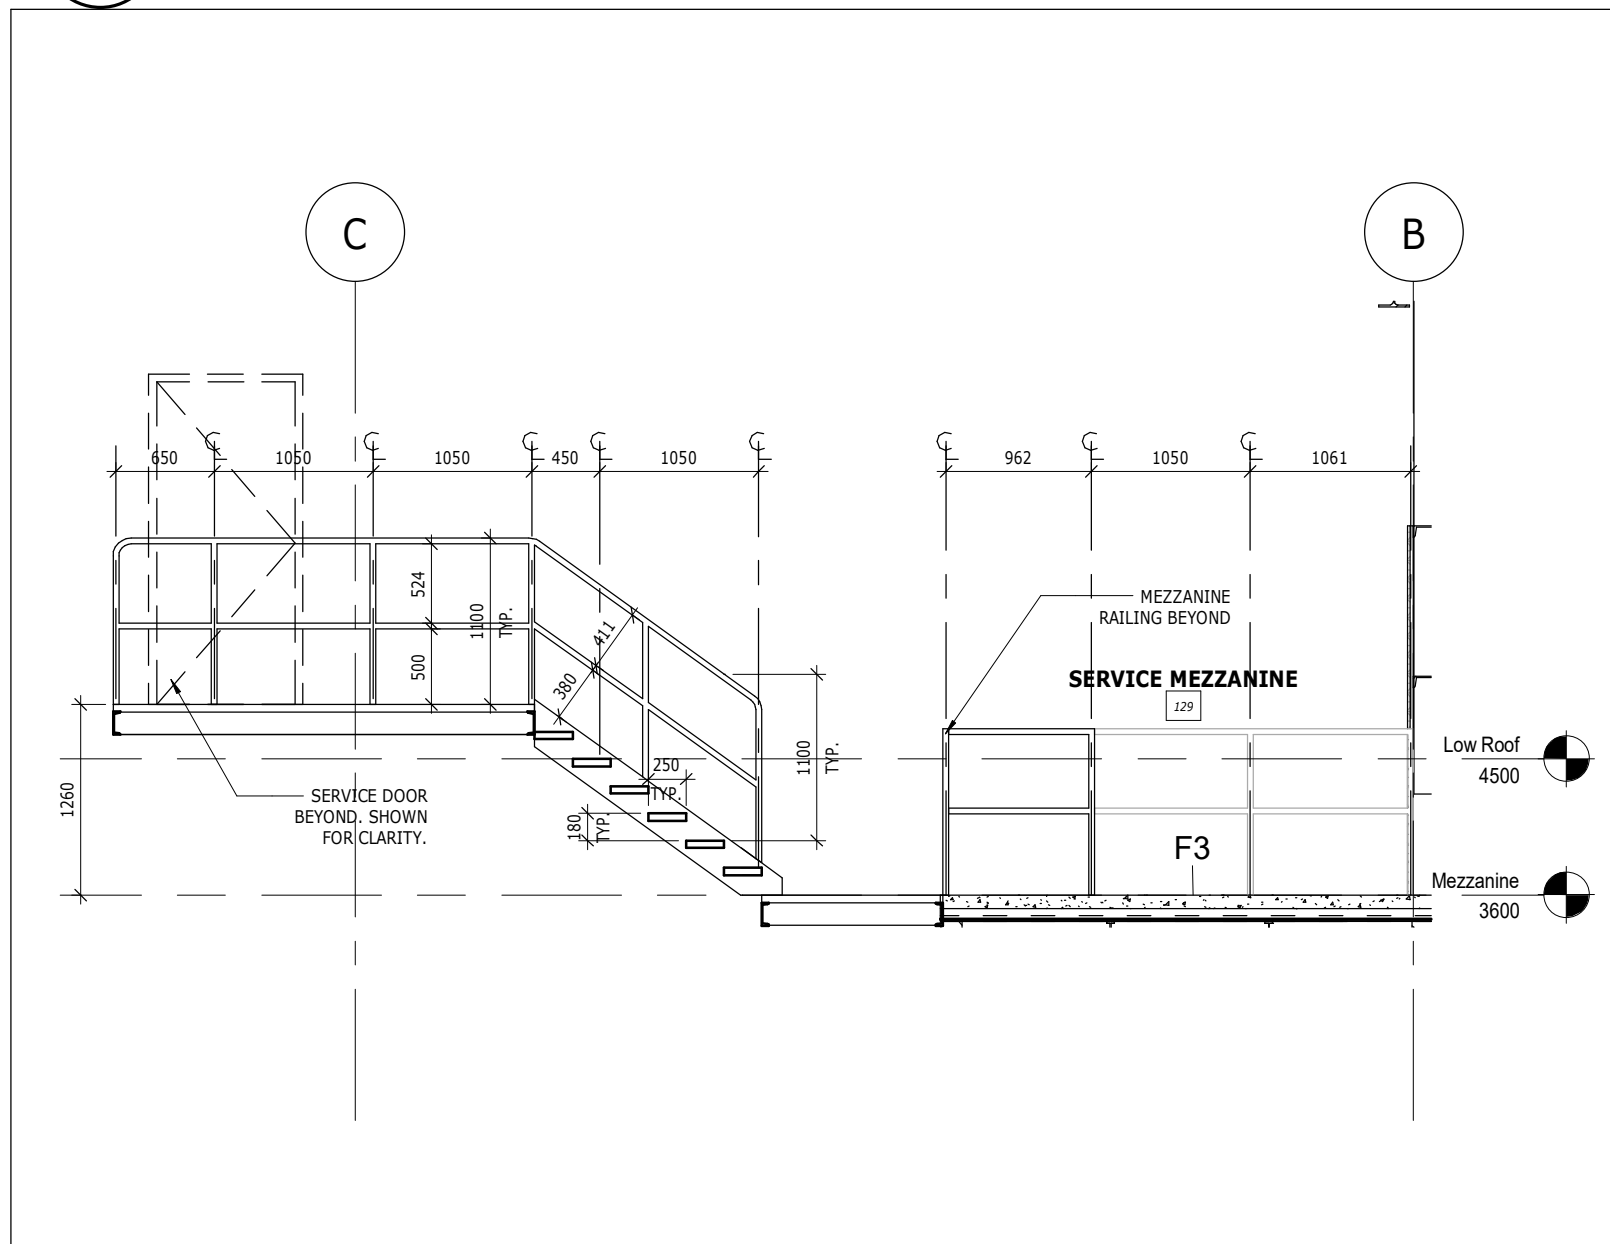 C
B
650
1050
1050
450
1050
962
1050
1061
524
1100
TYP.
411
MEZZANINE
RAILING BEYOND
500
380
SERVICE MEZZANINE
129
1100
TYP.
Low Roof
4500
250
TYP.
1260
SERVICE DOOR
BEYOND. SHOWN
FOR CLARITY.
180
TYP.
F3
Mezzanine
3600